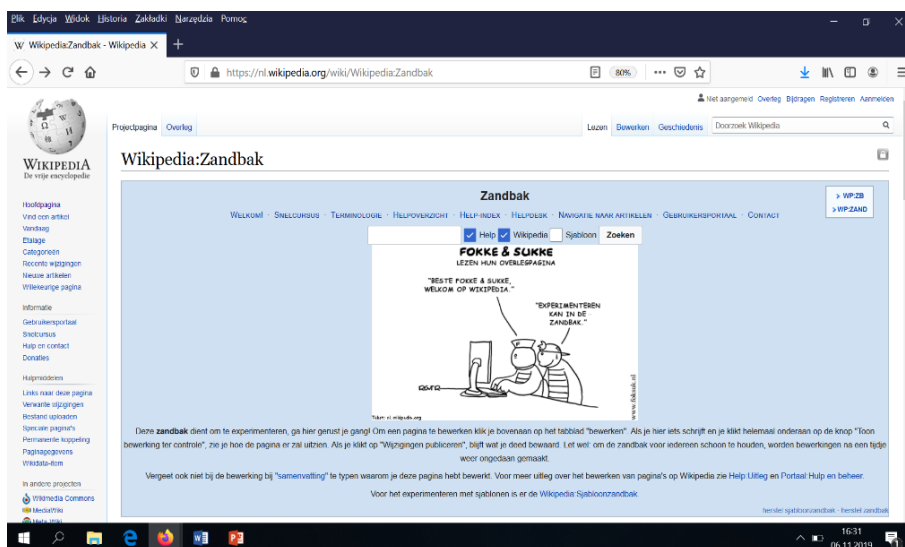 Plik Edycja Widok Historia Zakładki Narzędzia Pomoc
Wikipedia:Zandbak - Wikipedia
https://nl.wikipedia.org/wiki/Wikipedia:Zandbak
80%
Niet aangemeld Overleg Bijdragen Registreren Aanmelden
Projectpagina Overleg
Lezen Bewerken Geschiedenis Doorzoek Wikipedia
WIKIPEDIA
De vrije encyclopedie
Hoofdpagina
Vind een artikel
Vandaag
Etalage
Categorieën
Recente wijzigingen
Nieuwe artikelen
Willekeurige pagina
Informatie
Gebruikersportaal
Snelcursus
Hulp en contact
Donaties
Hulpmiddelen
Links naar deze pagina
Verwante wijzigingen
Bestand uploaden
Speciale pagina's
Permanente koppeling
Paginagegevens
Wikidata-item
In andere projecten
Wikimedia Commons
MediaWiki
Meta-Wiki
Wikipedia:Zandbak
Zandbak
» WP:ZB
» WP:ZAND
WELKOM! · SNELCURSUS · TERMINOLOGIE · HELPOVERZICHT · HELP-INDEX · HELPDESK · NAVIGATIE NAAR ARTIKELEN · GEBRUIKERSPORTAAL · CONTACT
Help Wikipedia Sjabloon Zoeken
FOKKE & SUKKE
LEZEN HUN OVERLEGPAGINA
"BESTE FOKKE & SUKKE,
WELKOM OP WIKIPEDIA."
"EXPERIMENTEREN
KAN IN DE
ZANDBAK."
RGVTR
Tekst: nl.wikipedia.org
www.foksuk.nl
Deze zandbak dient om te experimenteren, ga hier gerust je gang! Om een pagina te bewerken klik je bovenaan op het tabblad "bewerken". Als je hier iets schrijft en je klikt helemaal onderaan op de knop "Toon
bewerking ter controle", zie je hoe de pagina er zal uitzien. Als je klikt op "Wijzigingen publiceren", blijft wat je deed bewaard. Let wel: om de zandbak voor iedereen schoon te houden, worden bewerkingen na een tijdje
weer ongedaan gemaakt.
Vergeet ook niet bij de bewerking bij "samenvatting" te typen waarom je deze pagina hebt bewerkt. Voor meer uitleg over het bewerken van pagina's op Wikipedia zie Help:Uitleg en Portaal:Hulp en beheer.
Voor het experimenteren met sjablonen is er de Wikipedia:Sjabloonzandbak.
herstel sjabloonzandbak - herstel zandbak
16:31
06.11.2019